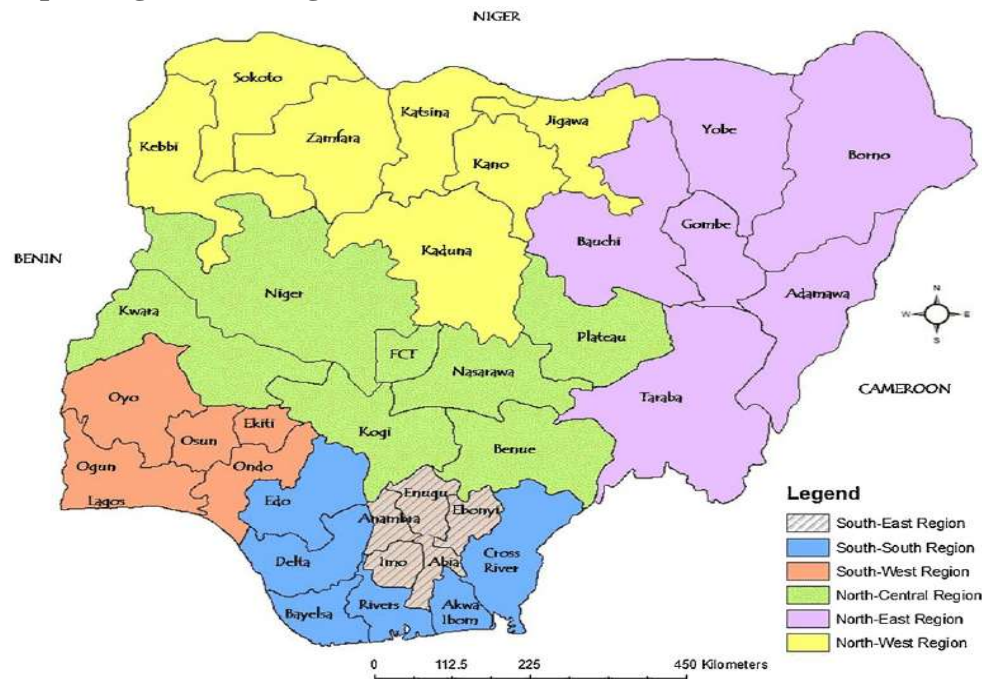 NIGER
Sokoto
Katsina
Jigawa
Yobe
Kebbi
Zamfara
Kano
Borno
Gombe
Bauchi
Kaduna
BENIN
Niger
Adamawa
N
W E
S
Kwara
Plateau
FCT
Nasarawa
CAMEROON
Oyo
Taraba
Ekiti
Osun
Kogi
Benue
Ogun
Ondo
Lagos
Edo
Enugu
Ebonyi
Anambra
Delta
Imo
Abia
Cross
River
Bayelsa
Rivers
Akwa
Ibom
Legend
South-East Region
South-South Region
South-West Region
North-Central Region
North-East Region
North-West Region
0 112.5 225 450 Kilometers